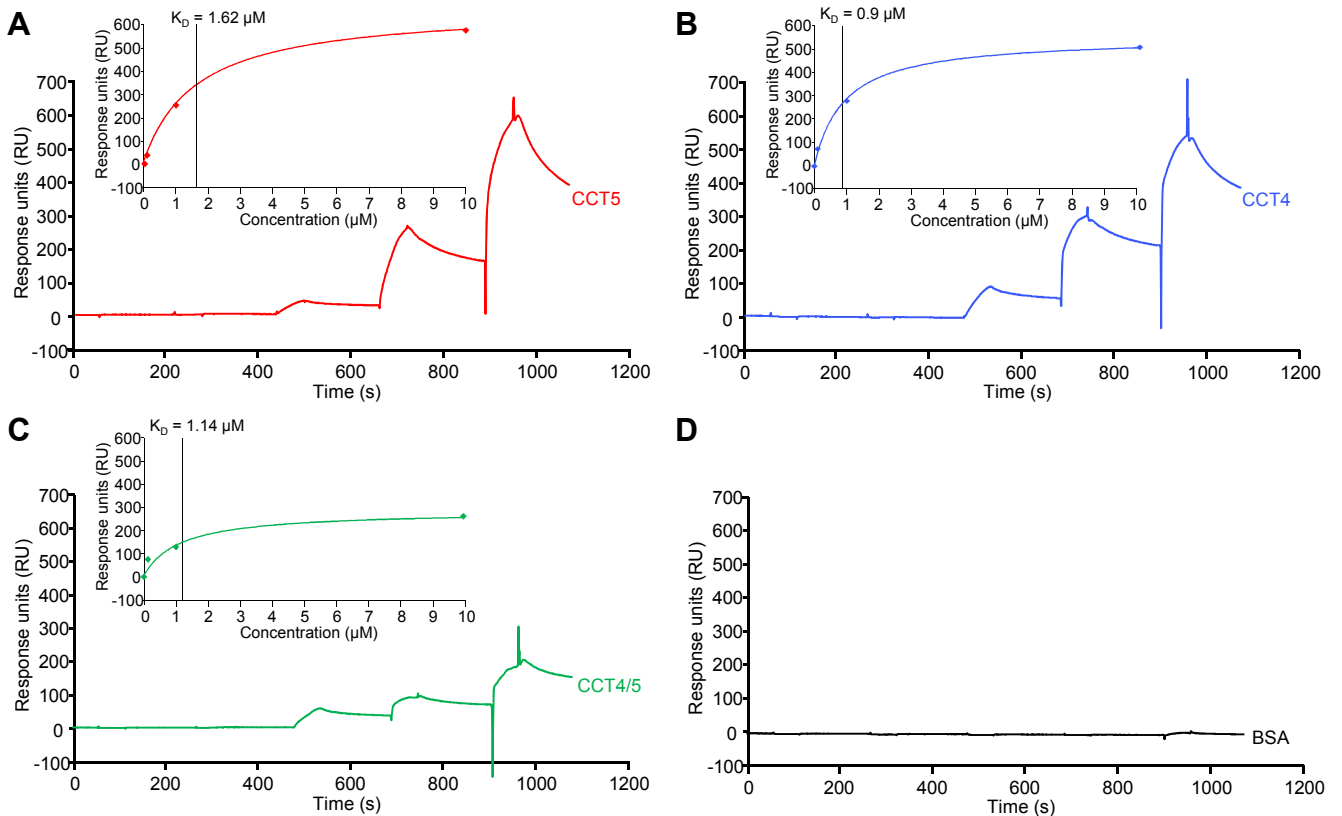 A
K_D = 1.62 µM
Response units (RU)
600
500
400
300
200
100
0
-100
0 1 2 3 4 5 6 7 8 9 10
Concentration (µM)
Response units (RU)
700
600
500
400
300
200
100
0
-100
0 200 400 600 800 1000 1200
Time (s)
CCT5
B
K_D = 0.9 µM
Response units (RU)
600
500
400
300
200
100
0
-100
0 1 2 3 4 5 6 7 8 9 10
Concentration (µM)
Response units (RU)
700
600
500
400
300
200
100
0
-100
0 200 400 600 800 1000 1200
Time (s)
CCT4
C
K_D = 1.14 µM
Response units (RU)
600
500
400
300
200
100
0
-100
0 1 2 3 4 5 6 7 8 9 10
Concentration (µM)
Response units (RU)
700
600
500
400
300
200
100
0
-100
0 200 400 600 800 1000 1200
Time (s)
CCT4/5
D
Response units (RU)
700
600
500
400
300
200
100
0
-100
0 200 400 600 800 1000 1200
Time (s)
BSA